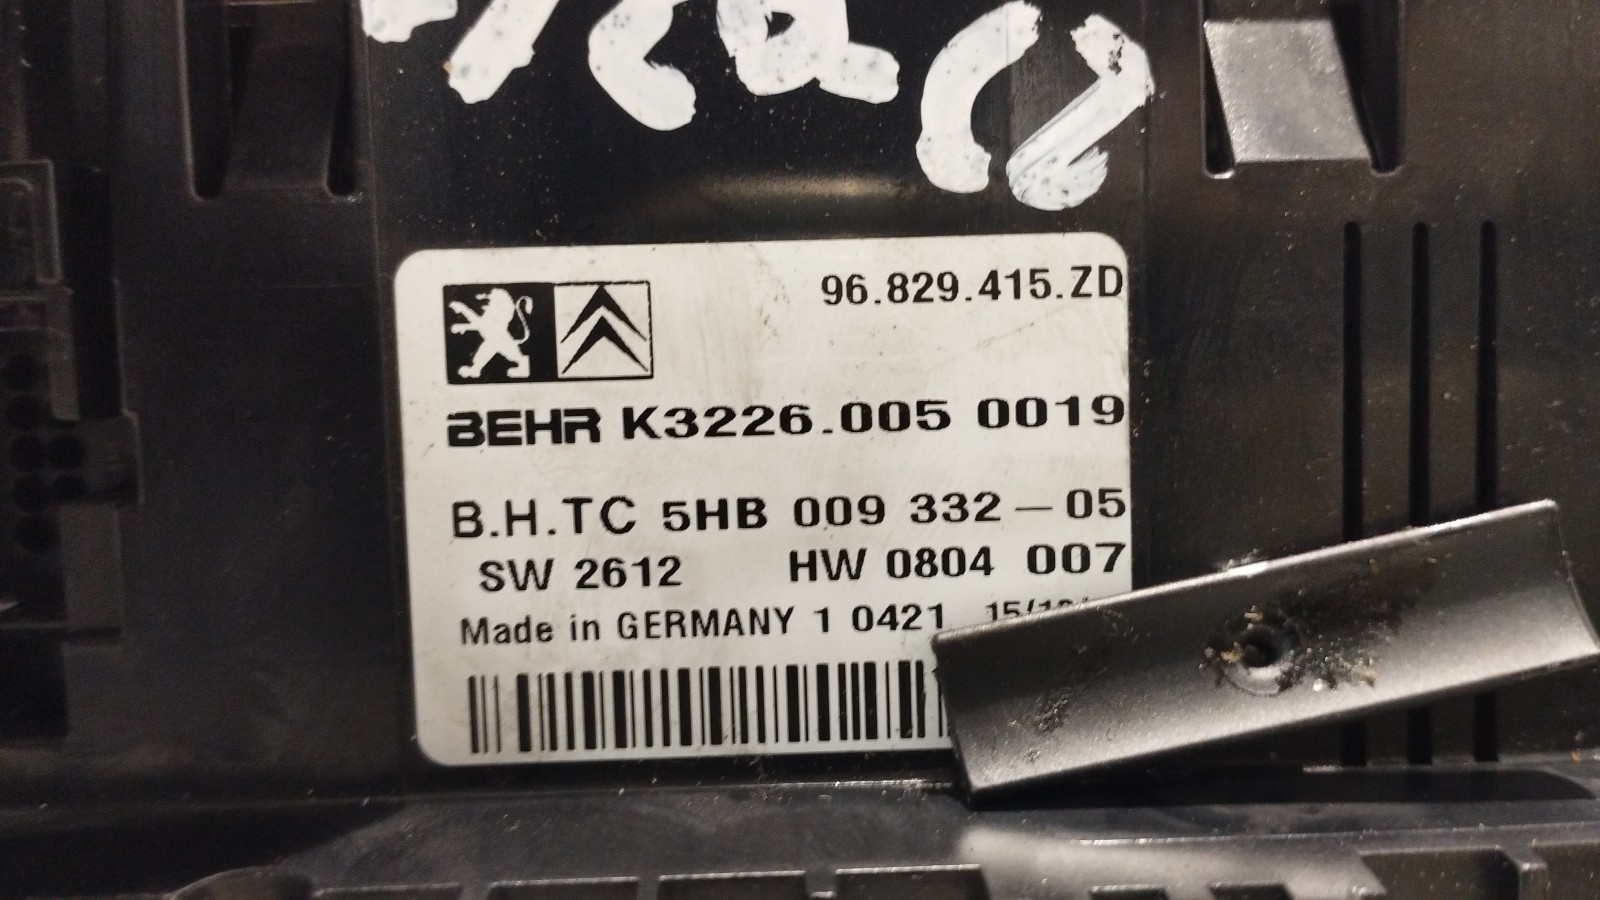 96.829.415.ZD
BEHR K3226.005 0019
B.H.TC 5HB 009 332-05
SW 2612 HW 0804 007
Made in GERMANY 1 0421